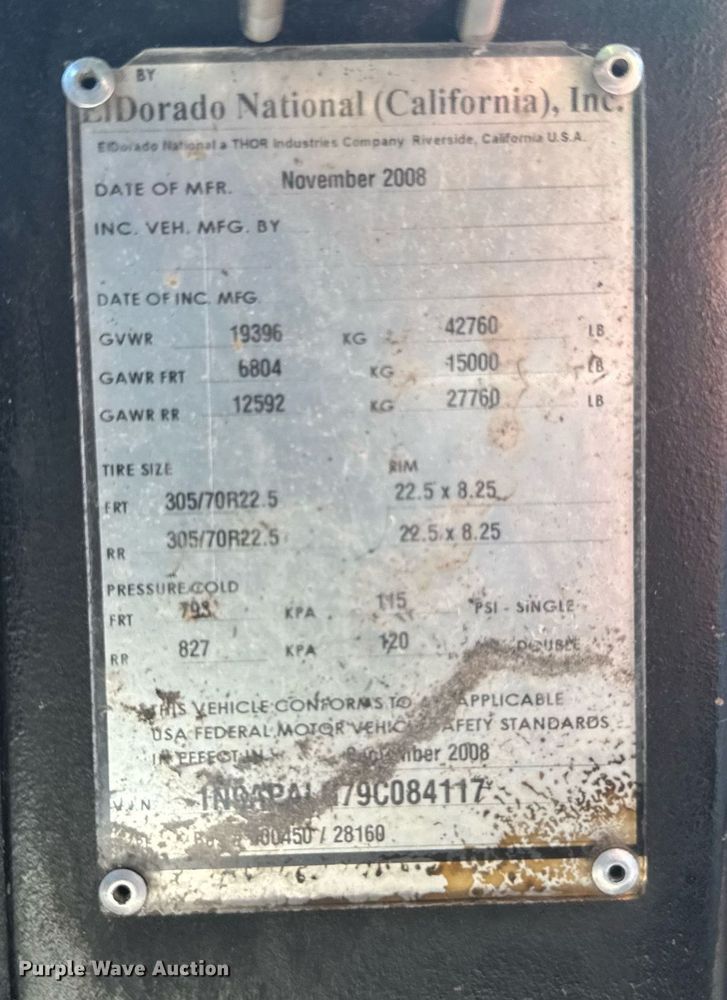 BY
ElDorado National (California), Inc.
ElDorado National a THOR Industries Company Riverside, California U.S.A.
DATE OF MFR. November 2008
INC. VEH. MFG. BY
DATE OF INC. MFG.
GVWR 19396 KG 42760 LB
GAWR FRT 6804 KG 15000 LB
GAWR RR 12592 KG 27760 LB
TIRE SIZE RIM
FRT 305/70R22.5 22.5 x 8.25
RR 305/70R22.5 22.5 x 8.25
PRESSURE COLD
FRT 793 KPA 115 PSI - SINGLE
RR 827 KPA 120 DOUBLE
THIS VEHICLE CONFORMS TO APPLICABLE
USA FEDERAL MOTOR VEHICLE SAFETY STANDARDS
IN EFFECT IN September 2008
V.I.N. 79C084117
/ 28160
Purple Wave Auction